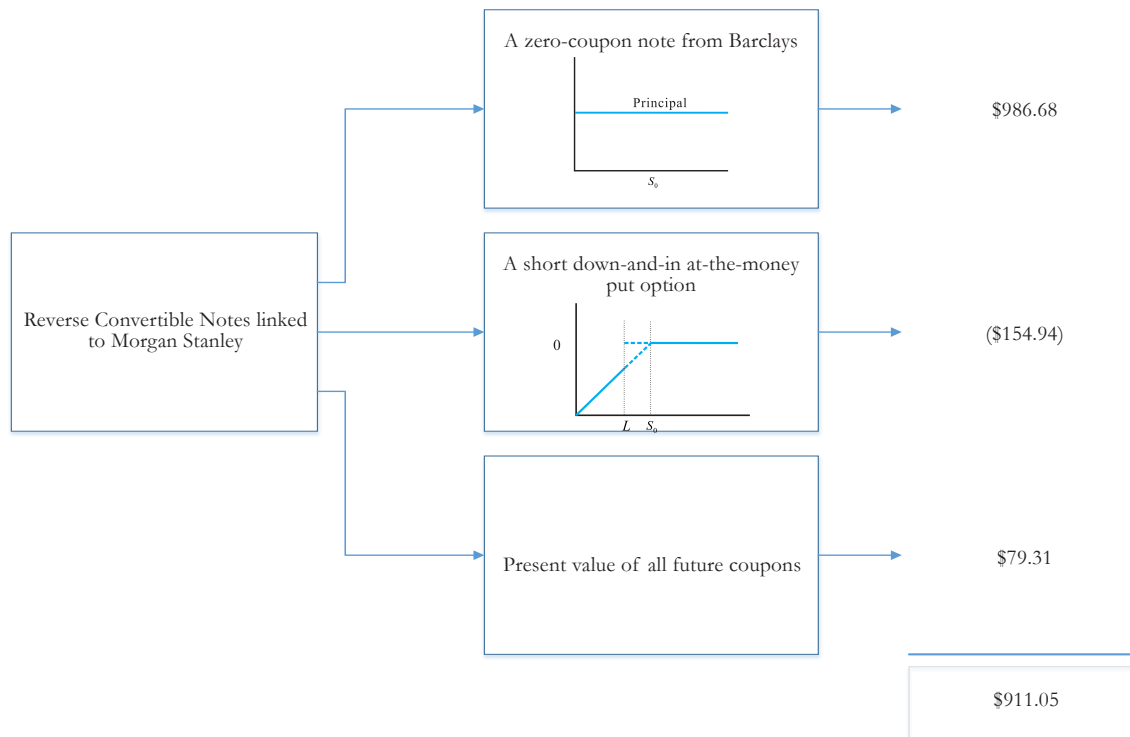 A zero-coupon note from Barclays
Principal
S₀
$986.68
Reverse Convertible Notes linked
to Morgan Stanley
A short down-and-in at-the-money
put option
0
L S₀
($154.94)
Present value of all future coupons
$79.31
$911.05